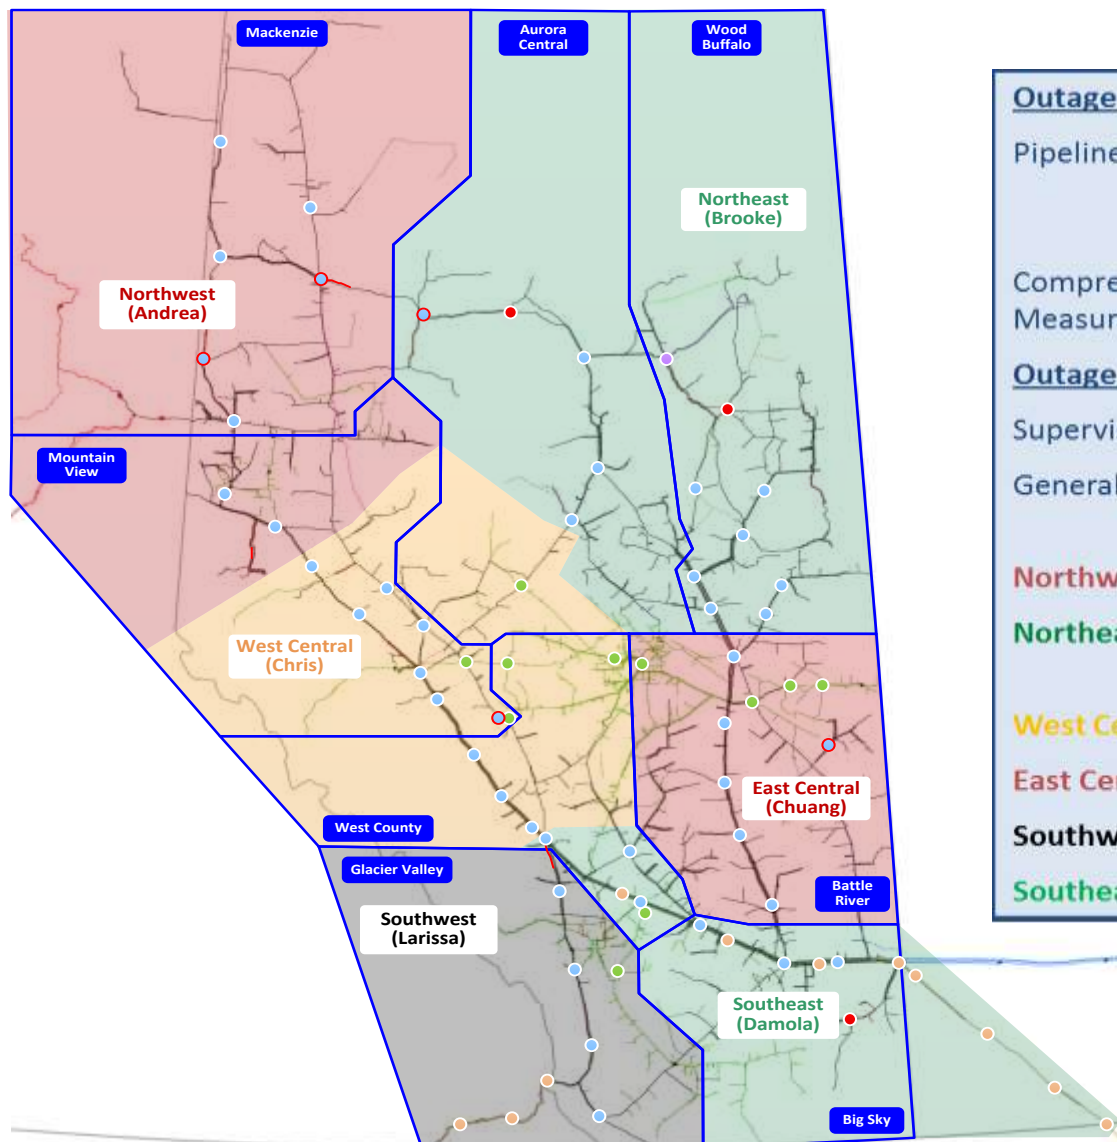 Mackenzie
Aurora
Central
Wood
Buffalo
Northeast
(Brooke)
Northwest
(Andrea)
Mountain
View
West Central
(Chris)
East Central
(Chuang)
West County
Glacier Valley
Battle
River
Southwest
(Larissa)
Southeast
(Damola)
Big Sky
Outage
Pipeline
Compre
Measur
Outage
Supervi
General
Northw
Northea
West Ce
East Cer
Southw
Southea